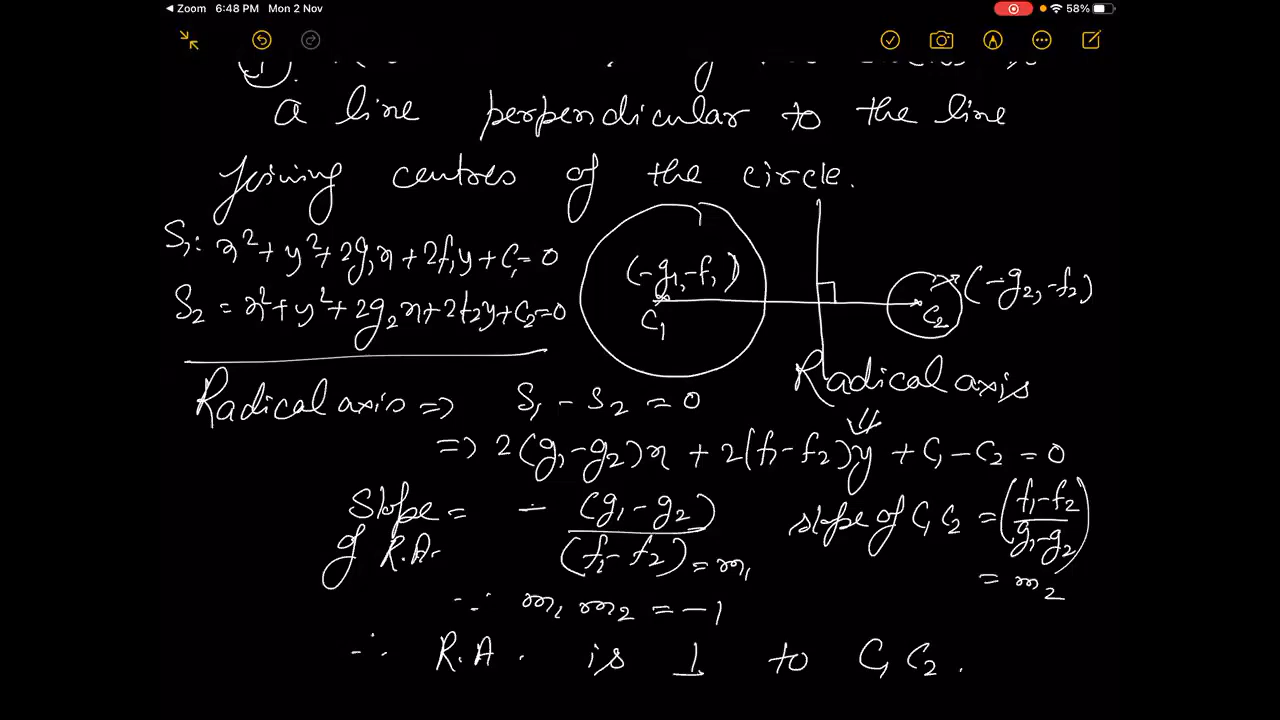 Zoom 6:48 PM Mon 2 Nov 58%
a line perpendicular to the line
joining centres of the circle.
S₁: x²+y²+2g₁x+2f₁y+C₁=0
S₂ = x²+y²+2g₂x+2f₂y+C₂=0
(-g₁,-f₁)
C₁
C₂
(-g₂,-f₂)
Radical axis
Radical axis ⇒ S₁ - S₂ = 0
⇒ 2(g₁-g₂)x + 2(f₁-f₂)y + C₁-C₂ = 0
Slope of R.A. = - (g₁-g₂)/(f₁-f₂) = m₁
slope of C₁C₂ = (f₁-f₂/g₁-g₂)
= m₂
∵ m₁ m₂ = -1
∴ R.A. is ⊥ to C₁C₂.